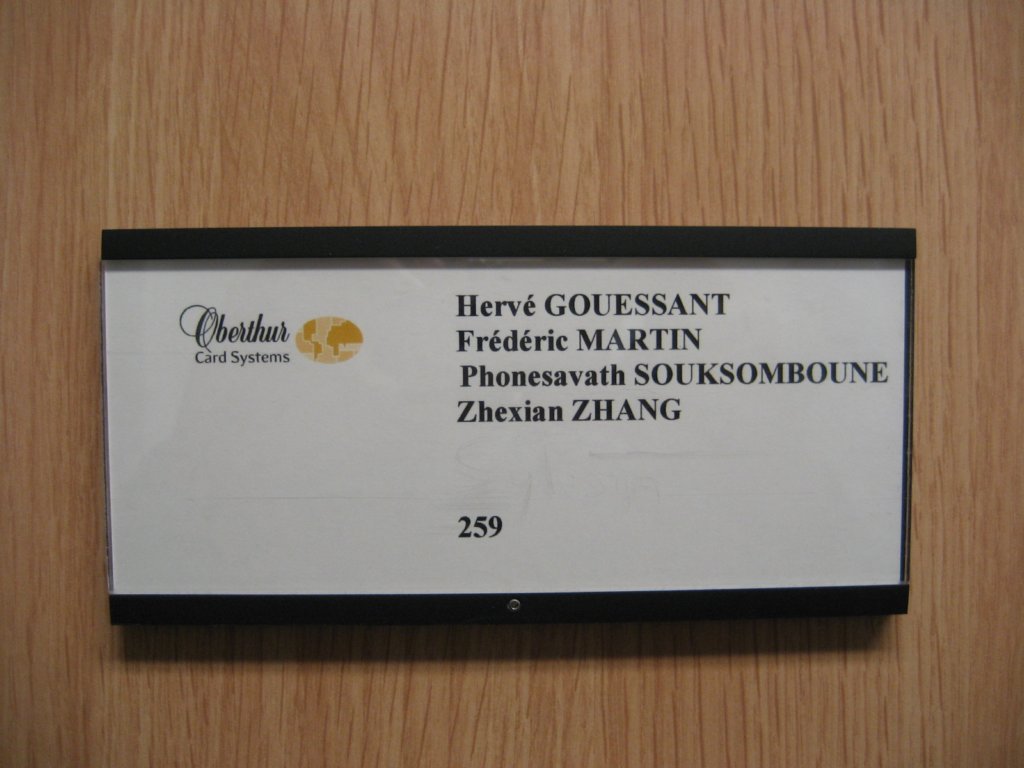 Oberthur
Card Systems
Hervé GOUESSANT
Frédéric MARTIN
Phonesavath SOUKSOMBOUNE
Zhexian ZHANG
259